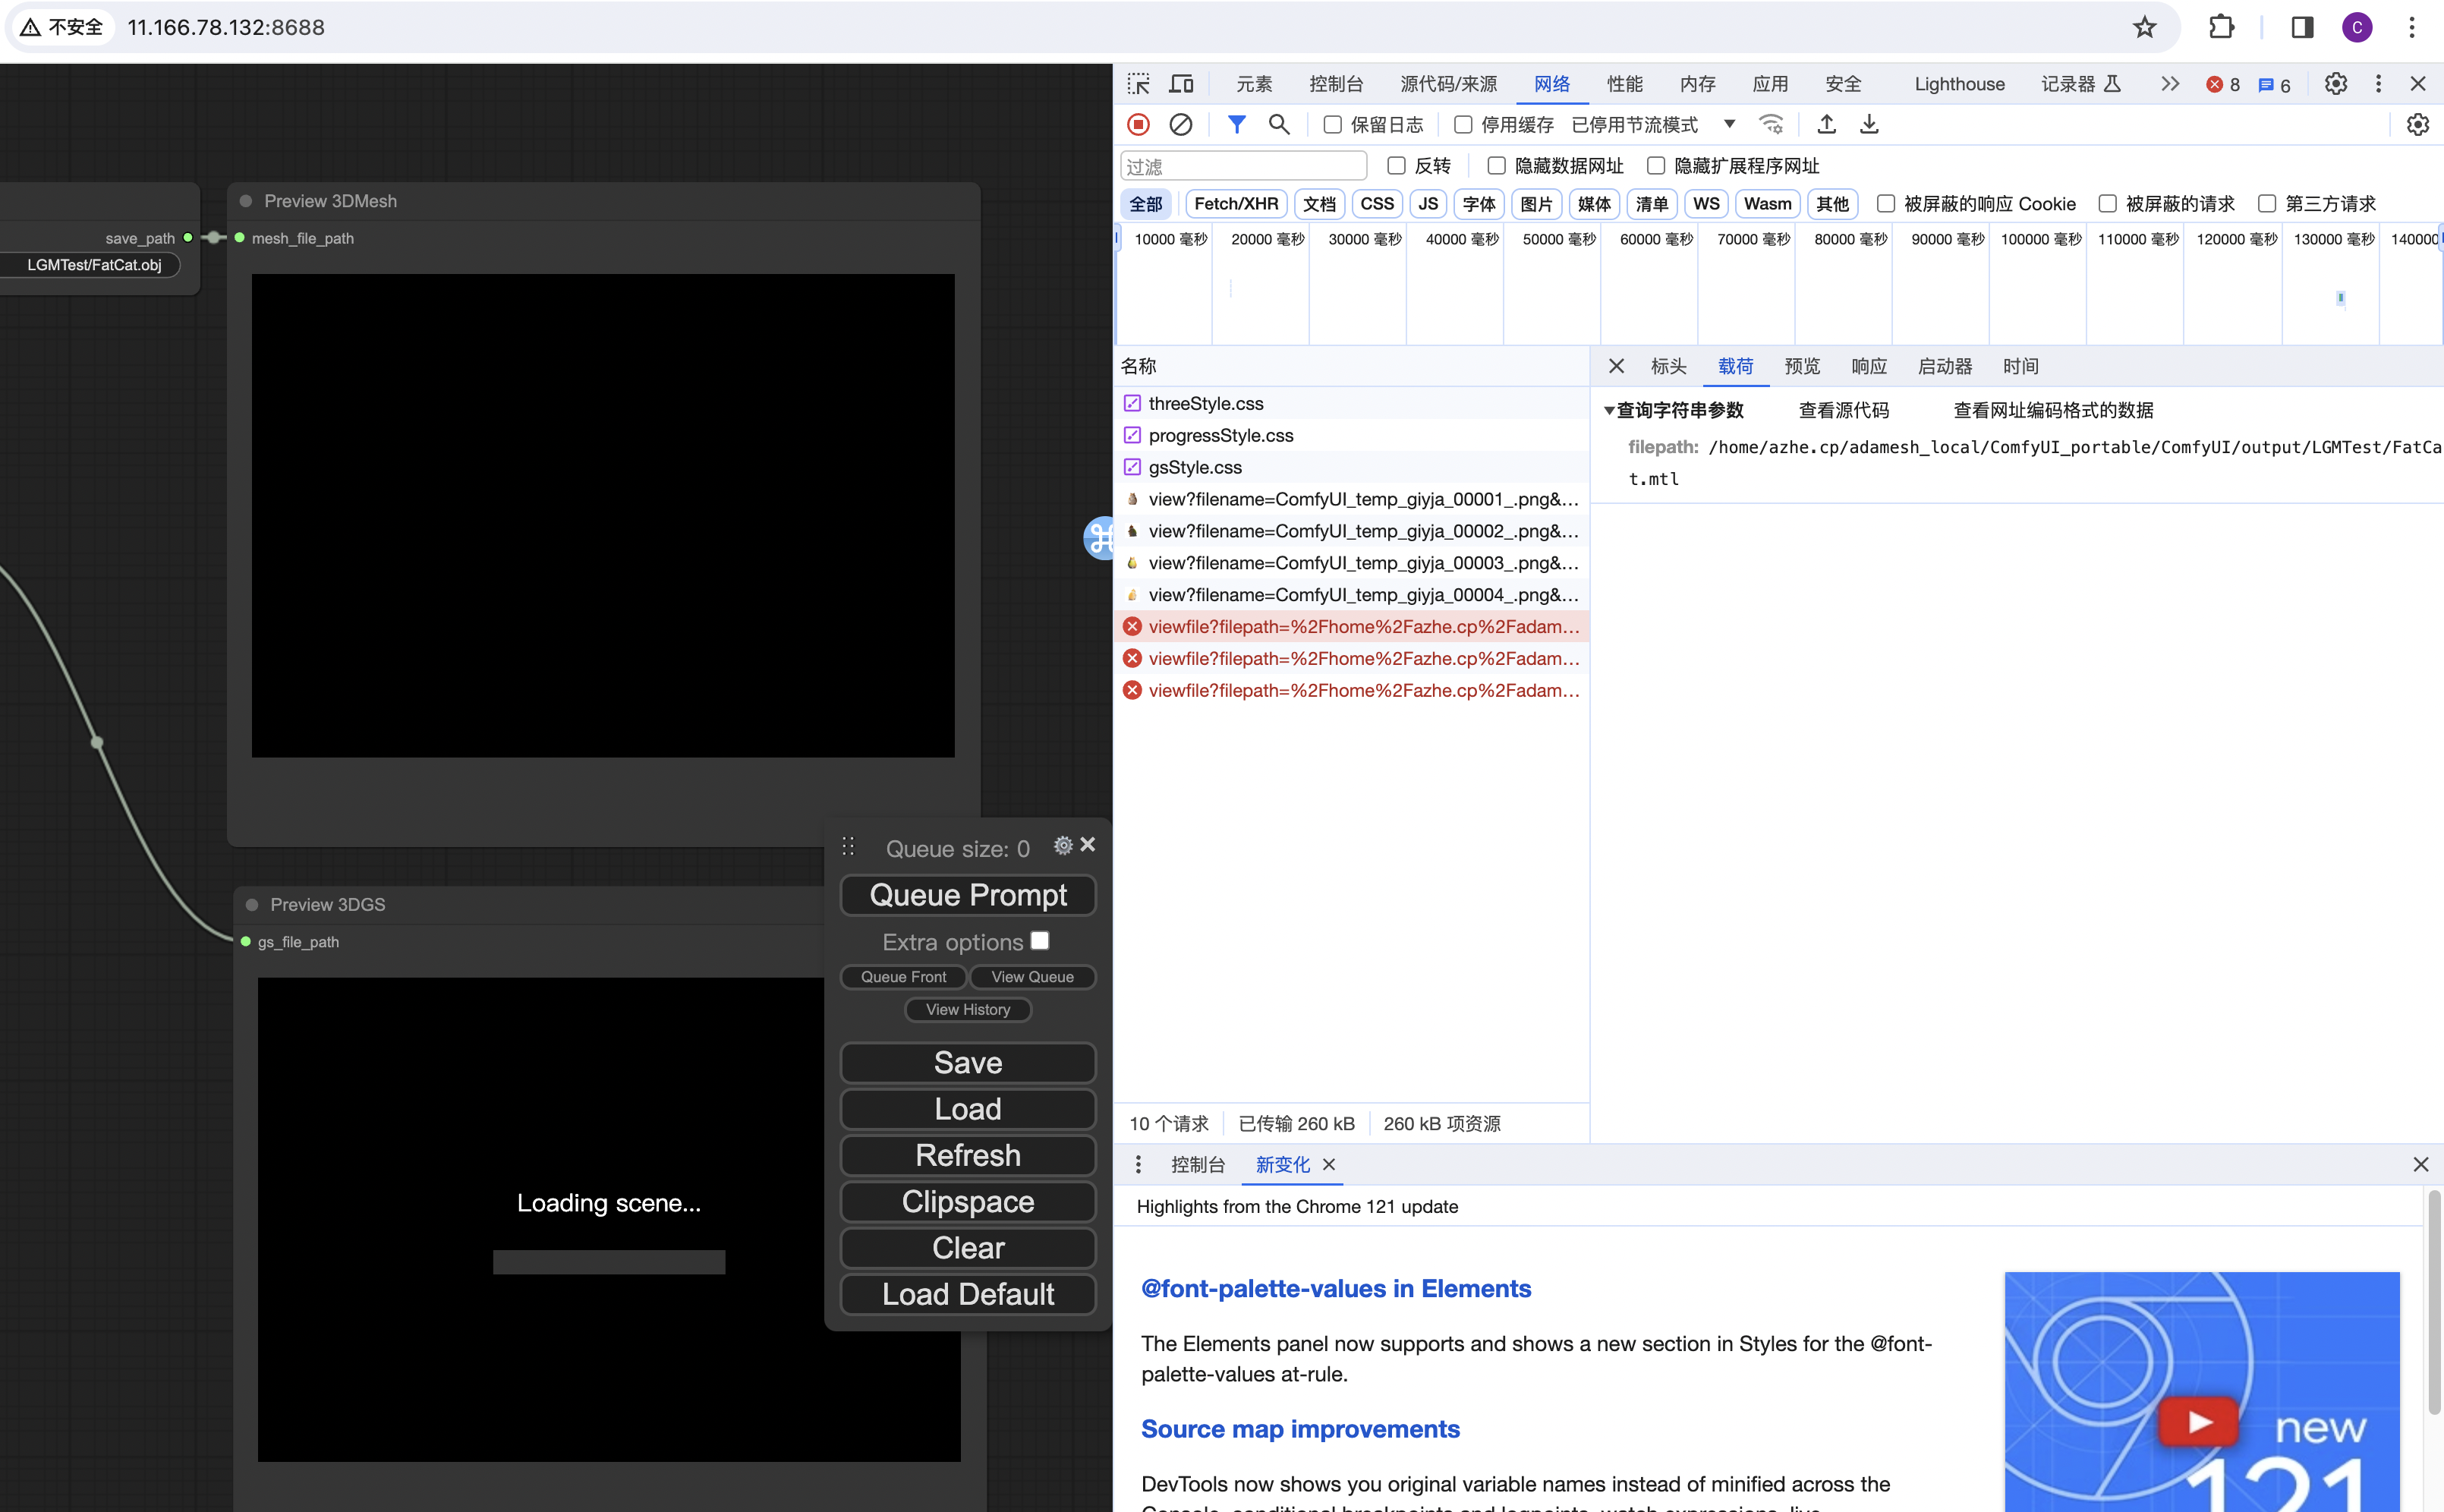 不安全 11.166.78.132:8688
C
save_path
LGMTest/FatCat.obj
Preview 3DMesh
mesh_file_path
Preview 3DGS
gs_file_path
Loading scene...
Queue size: 0
Queue Prompt
Extra options
Queue Front View Queue
View History
Save
Load
Refresh
Clipspace
Clear
Load Default
元素 控制台 源代码/来源 网络 性能 内存 应用 安全 Lighthouse 记录器 8 6
保留日志 停用缓存 已停用节流模式
过滤 反转 隐藏数据网址 隐藏扩展程序网址
全部 Fetch/XHR 文档 CSS JS 字体 图片 媒体 清单 WS Wasm 其他 被屏蔽的响应 Cookie 被屏蔽的请求 第三方请求
10000 毫秒 20000 毫秒 30000 毫秒 40000 毫秒 50000 毫秒 60000 毫秒 70000 毫秒 80000 毫秒 90000 毫秒 100000 毫秒 110000 毫秒 120000 毫秒 130000 毫秒 140000
名称
threeStyle.css
progressStyle.css
gsStyle.css
view?filename=ComfyUI_temp_giyja_00001_.png&...
view?filename=ComfyUI_temp_giyja_00002_.png&...
view?filename=ComfyUI_temp_giyja_00003_.png&...
view?filename=ComfyUI_temp_giyja_00004_.png&...
viewfile?filepath=%2Fhome%2Fazhe.cp%2Fadam...
viewfile?filepath=%2Fhome%2Fazhe.cp%2Fadam...
viewfile?filepath=%2Fhome%2Fazhe.cp%2Fadam...
标头 载荷 预览 响应 启动器 时间
查询字符串参数 查看源代码 查看网址编码格式的数据
filepath: /home/azhe.cp/adamesh_local/ComfyUI_portable/ComfyUI/output/LGMTest/FatCa
t.mtl
10 个请求 已传输 260 kB 260 kB 项资源
控制台 新变化
Highlights from the Chrome 121 update
@font-palette-values in Elements
The Elements panel now supports and shows a new section in Styles for the @font-
palette-values at-rule.
Source map improvements
DevTools now shows you original variable names instead of minified across the
new
121